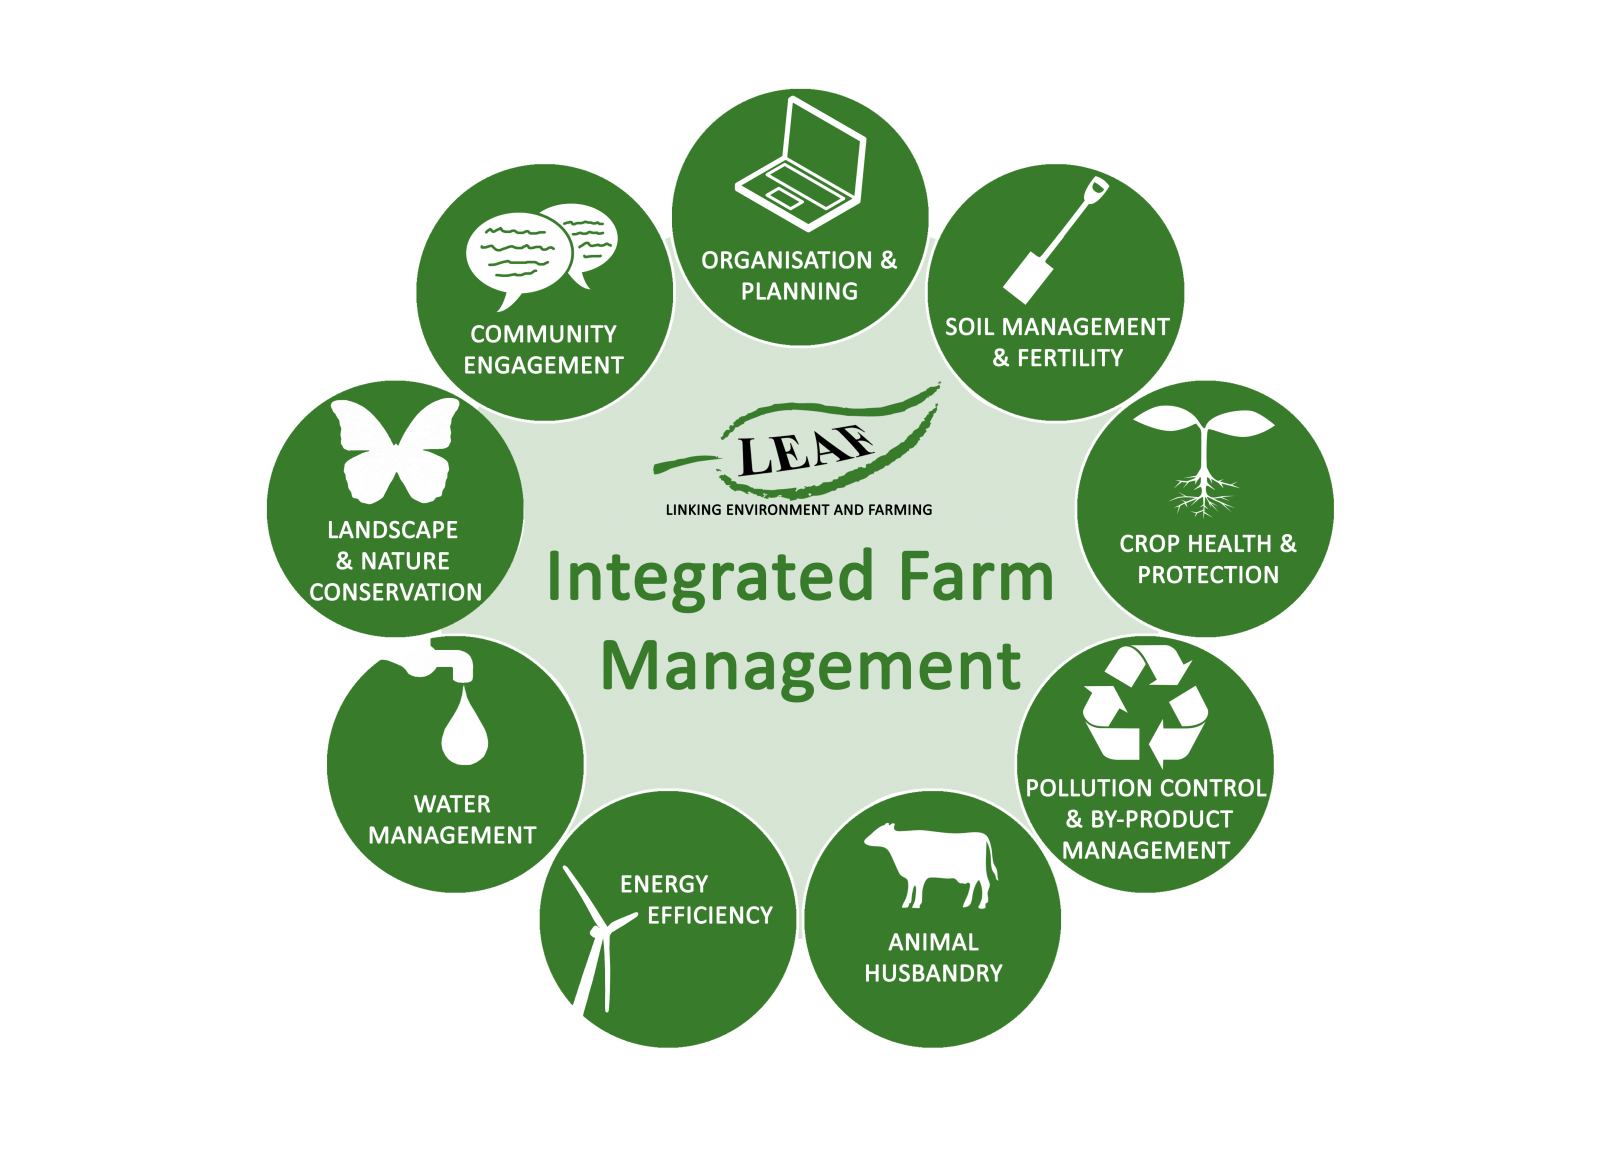 ORGANISATION &
PLANNING
SOIL MANAGEMENT
& FERTILITY
CROP HEALTH &
PROTECTION
POLLUTION CONTROL
& BY-PRODUCT
MANAGEMENT
ANIMAL
HUSBANDRY
ENERGY
EFFICIENCY
WATER
MANAGEMENT
LANDSCAPE
& NATURE
CONSERVATION
COMMUNITY
ENGAGEMENT
LEAF
LINKING ENVIRONMENT AND FARMING
Integrated Farm
Management